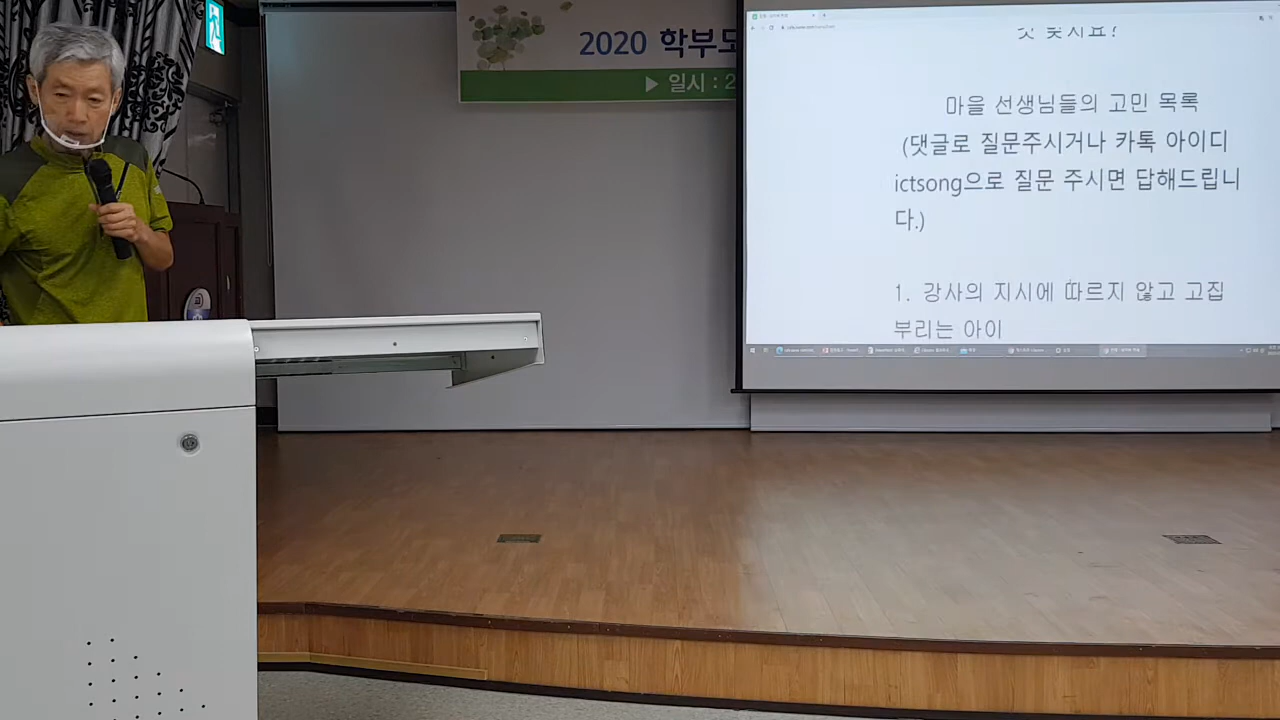 2020 학부모
▶ 일시 : 2
마을 선생님들의 고민 목록
(댓글로 질문주시거나 카톡 아이디
ictsong으로 질문 주시면 답해드립니
다.)
1. 강사의 지시에 따르지 않고 고집
부리는 아이